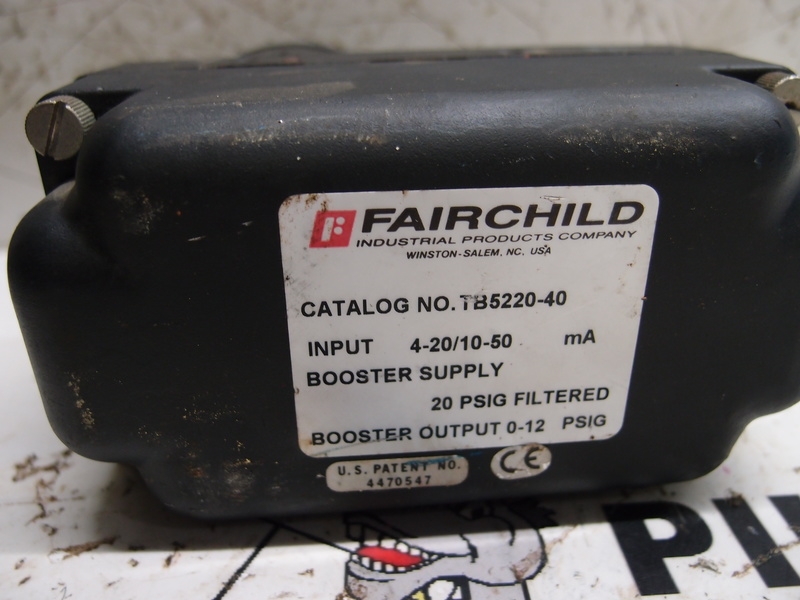 FAIRCHILD
INDUSTRIAL PRODUCTS COMPANY
WINSTON-SALEM, NC. USA
CATALOG NO. TB5220-40
INPUT 4-20/10-50 mA
BOOSTER SUPPLY
20 PSIG FILTERED
BOOSTER OUTPUT 0-12 PSIG
U.S. PATENT NO.
4470547
CE